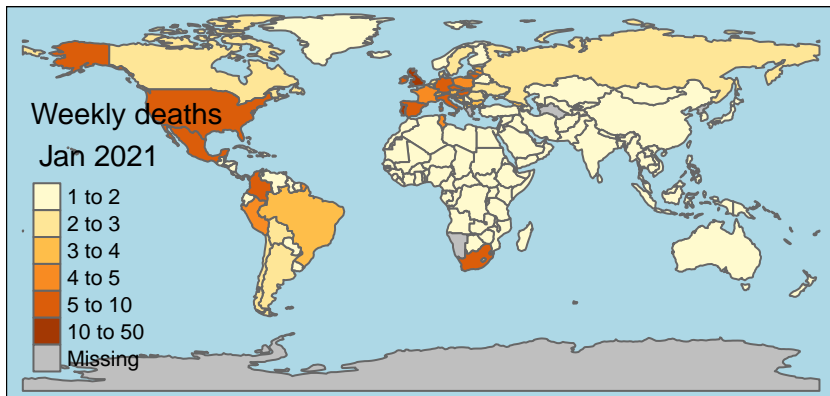 Weekly deaths
Jan 2021
1 to 2
2 to 3
3 to 4
4 to 5
5 to 10
10 to 50
Missing